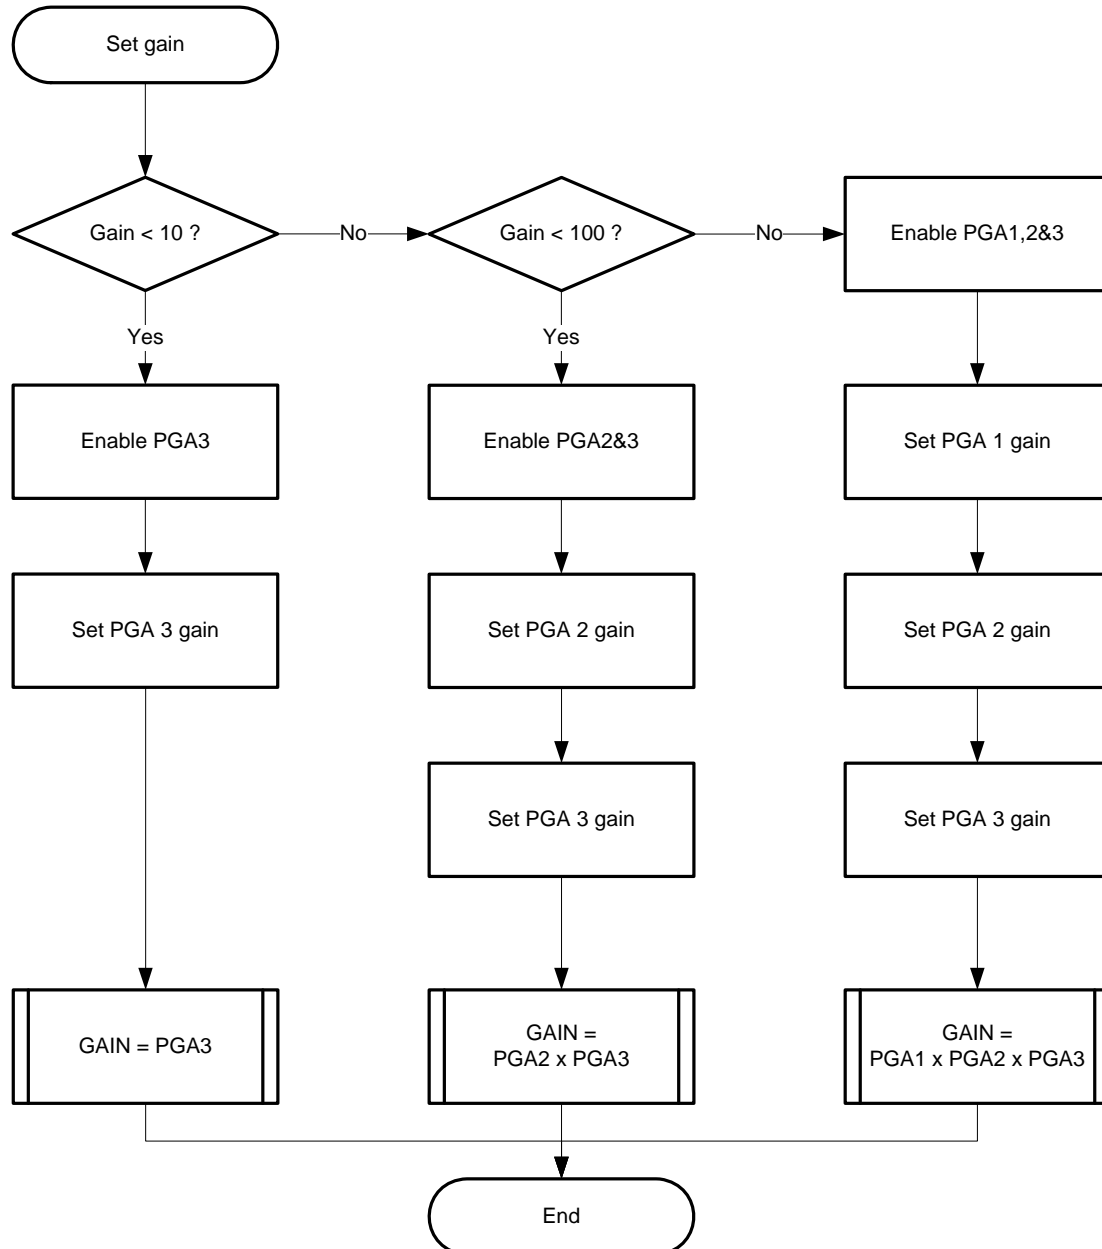 Set gain
Gain < 10 ?
No
Gain < 100 ?
No
Enable PGA1,2&3
Yes
Yes
Enable PGA3
Enable PGA2&3
Set PGA 1 gain
Set PGA 3 gain
Set PGA 2 gain
Set PGA 2 gain
Set PGA 3 gain
Set PGA 3 gain
GAIN = PGA3
GAIN =
PGA2 x PGA3
GAIN =
PGA1 x PGA2 x PGA3
End